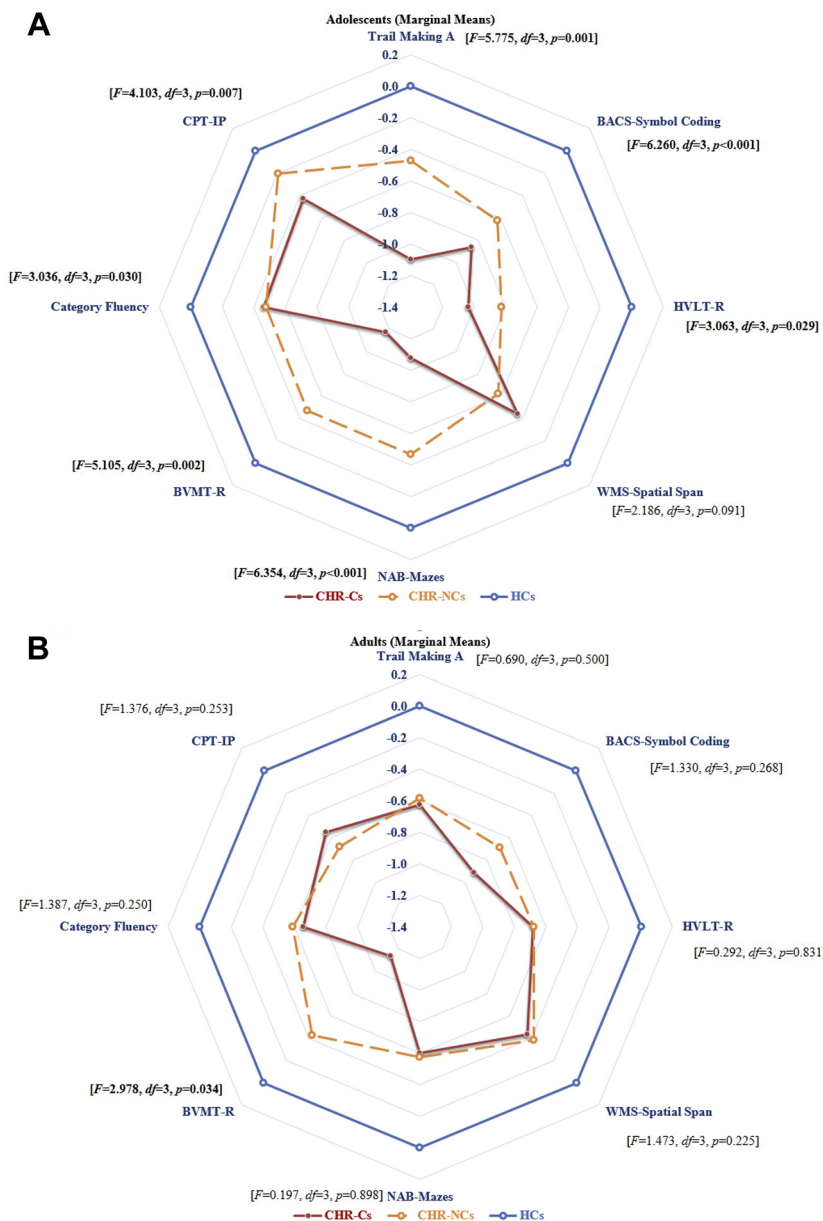 A
Adolescents (Marginal Means)
Trail Making A
[F=5.775, df=3, p=0.001]
0.2
[F=4.103, df=3, p=0.007]
0.0
CPT-IP
BACS-Symbol Coding
-0.2
[F=6.260, df=3, p<0.001]
-0.4
-0.6
-0.8
-1.0
[F=3.036, df=3, p=0.030]
-1.2
Category Fluency
-1.4
HVLT-R
[F=3.063, df=3, p=0.029]
BVMT-R
[F=5.105, df=3, p=0.002]
WMS-Spatial Span
[F=2.186, df=3, p=0.091]
[F=6.354, df=3, p<0.001]
NAB-Mazes
CHR-Cs CHR-NCs HCs
B
Adults (Marginal Means)
Trail Making A
[F=0.690, df=3, p=0.500]
0.2
[F=1.376, df=3, p=0.253]
0.0
CPT-IP
BACS-Symbol Coding
-0.2
[F=1.330, df=3, p=0.268]
-0.4
-0.6
-0.8
-1.0
[F=1.387, df=3, p=0.250]
-1.2
Category Fluency
-1.4
HVLT-R
[F=0.292, df=3, p=0.831]
[F=2.978, df=3, p=0.034]
BVMT-R
WMS-Spatial Span
[F=1.473, df=3, p=0.225]
[F=0.197, df=3, p=0.898]
NAB-Mazes
CHR-Cs CHR-NCs HCs